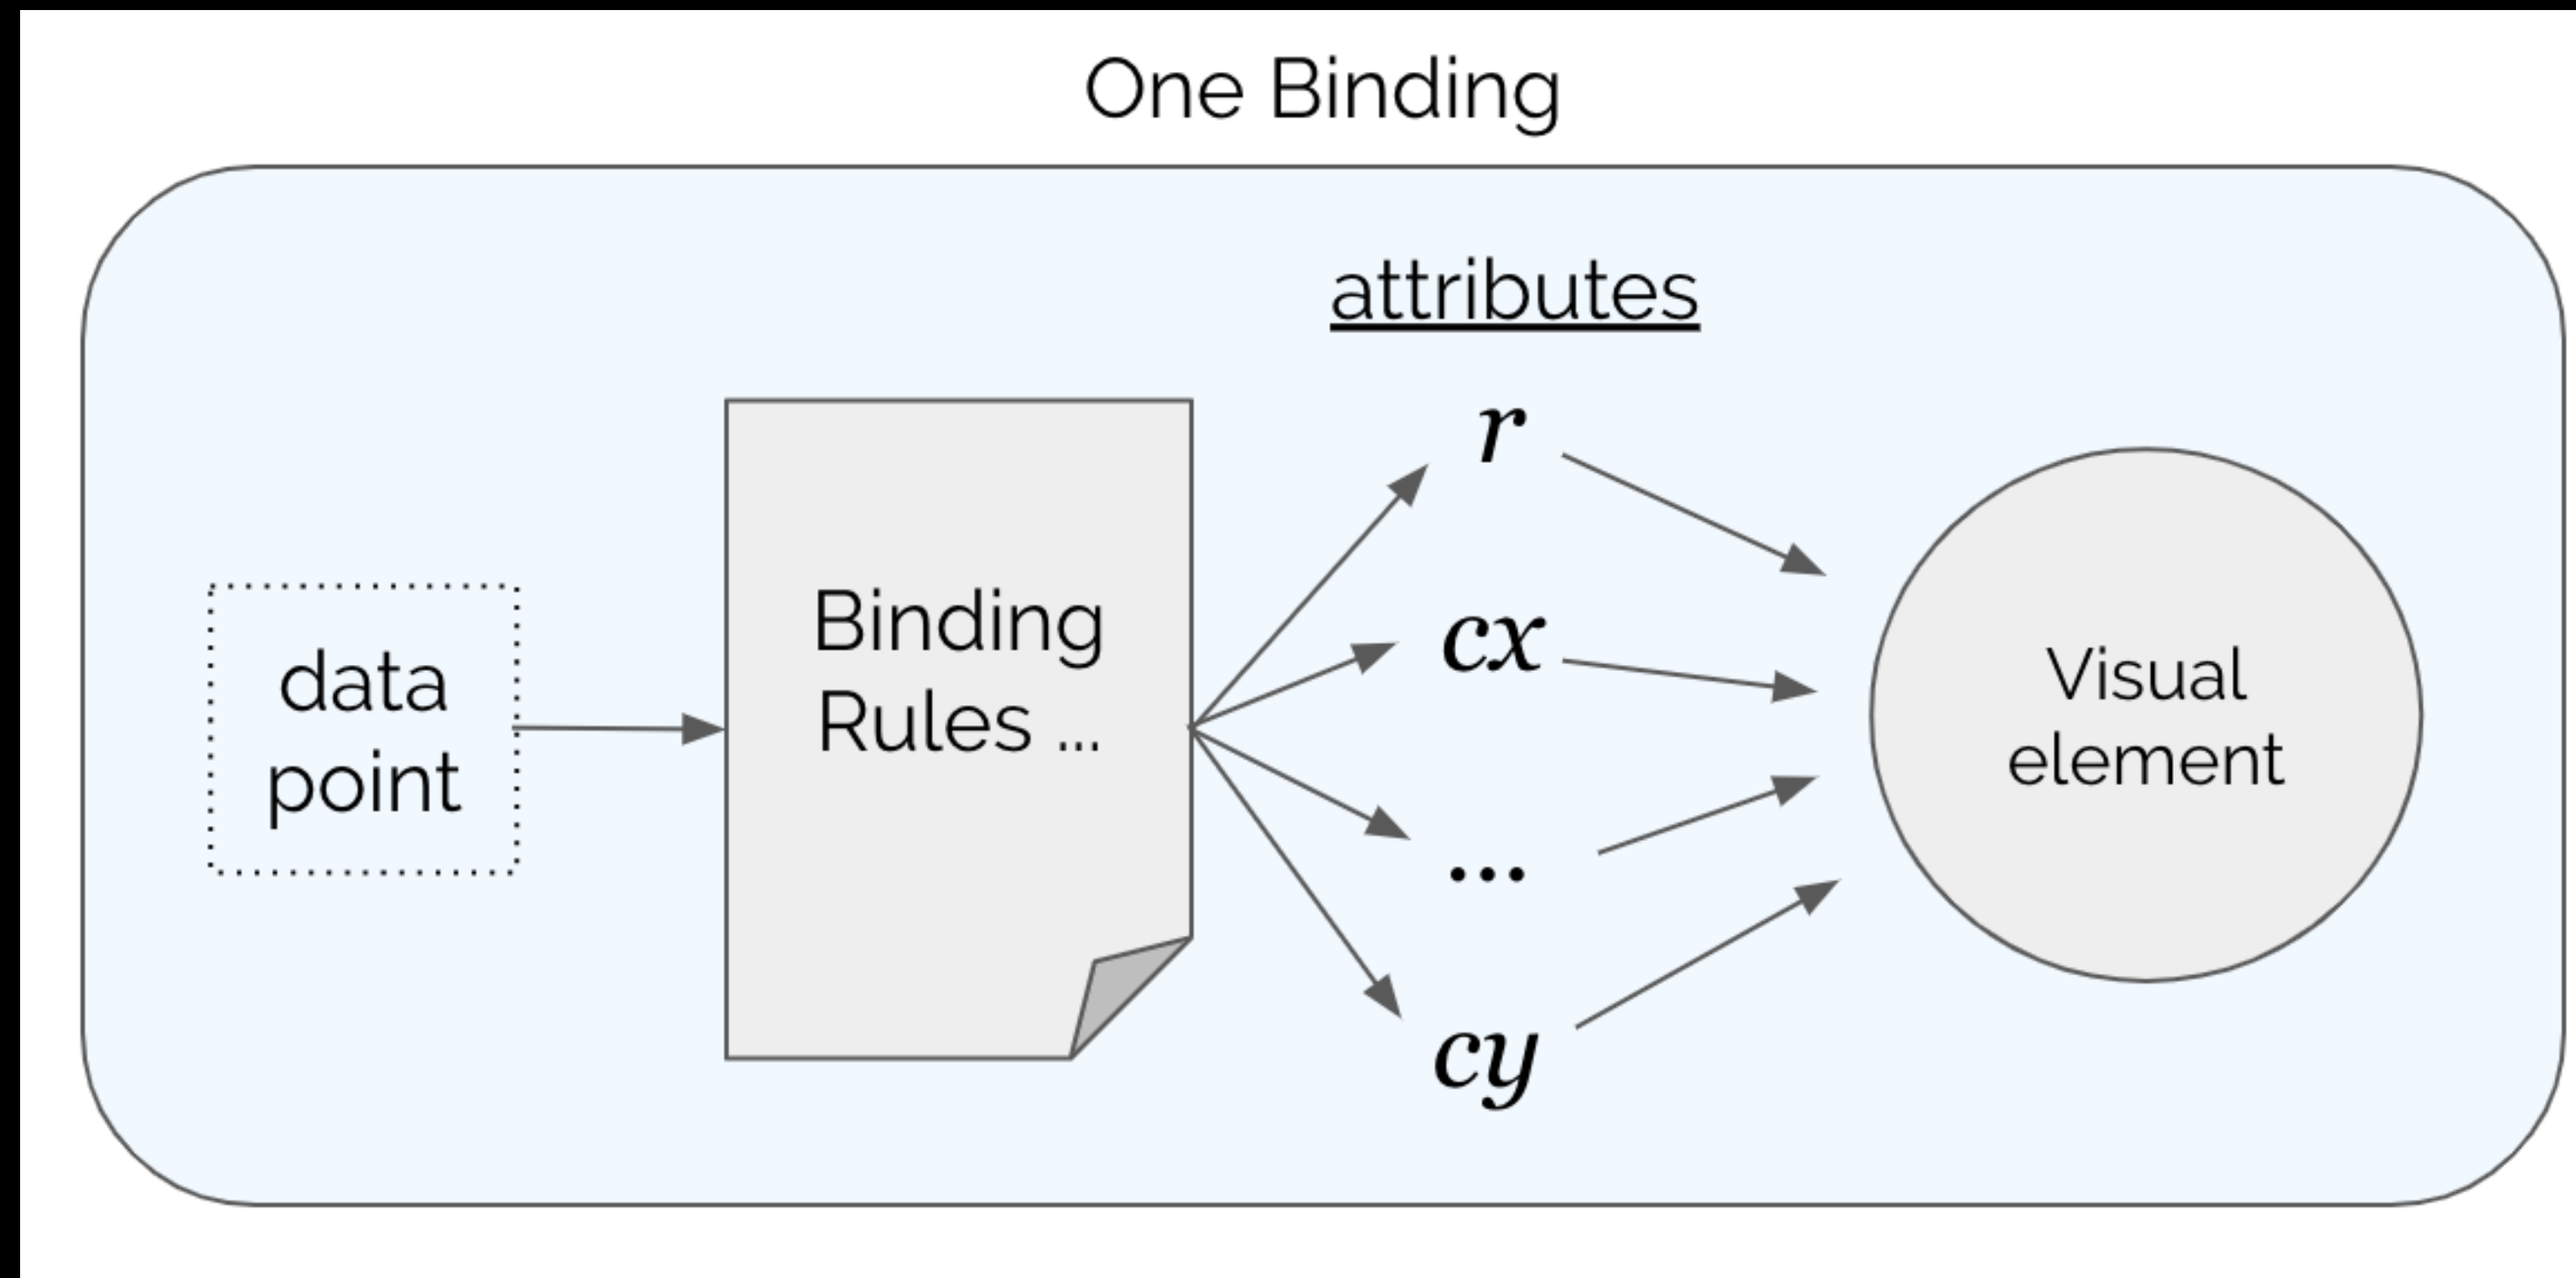 One Binding
attributes
data
point
Binding
Rules ...
r
cx
...
cy
Visual
element